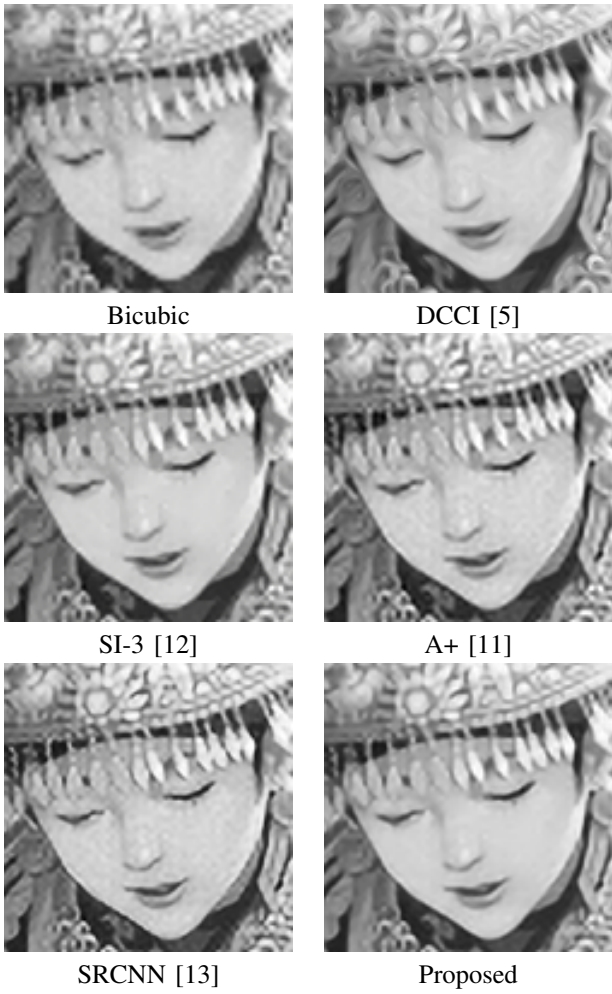 Bicubic
DCCI [5]
SI-3 [12]
A+ [11]
SRCNN [13]
Proposed